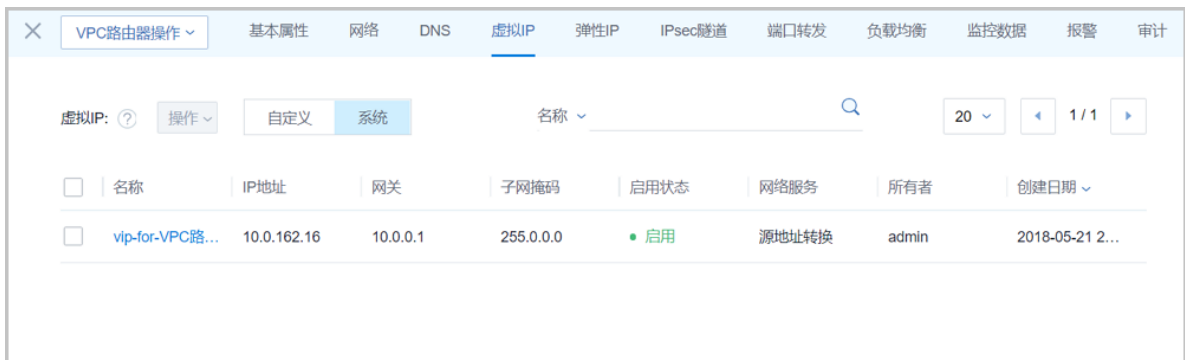 VPC路由器操作 基本属性 网络 DNS 虚拟IP 弹性IP IPsec隧道 端口转发 负载均衡 监控数据 报警 审计
虚拟IP: ? 操作 自定义 系统 名称 20 1 / 1
名称 IP地址 网关 子网掩码 启用状态 网络服务 所有者 创建日期
vip-for-VPC路... 10.0.162.16 10.0.0.1 255.0.0.0 启用 源地址转换 admin 2018-05-21 2...